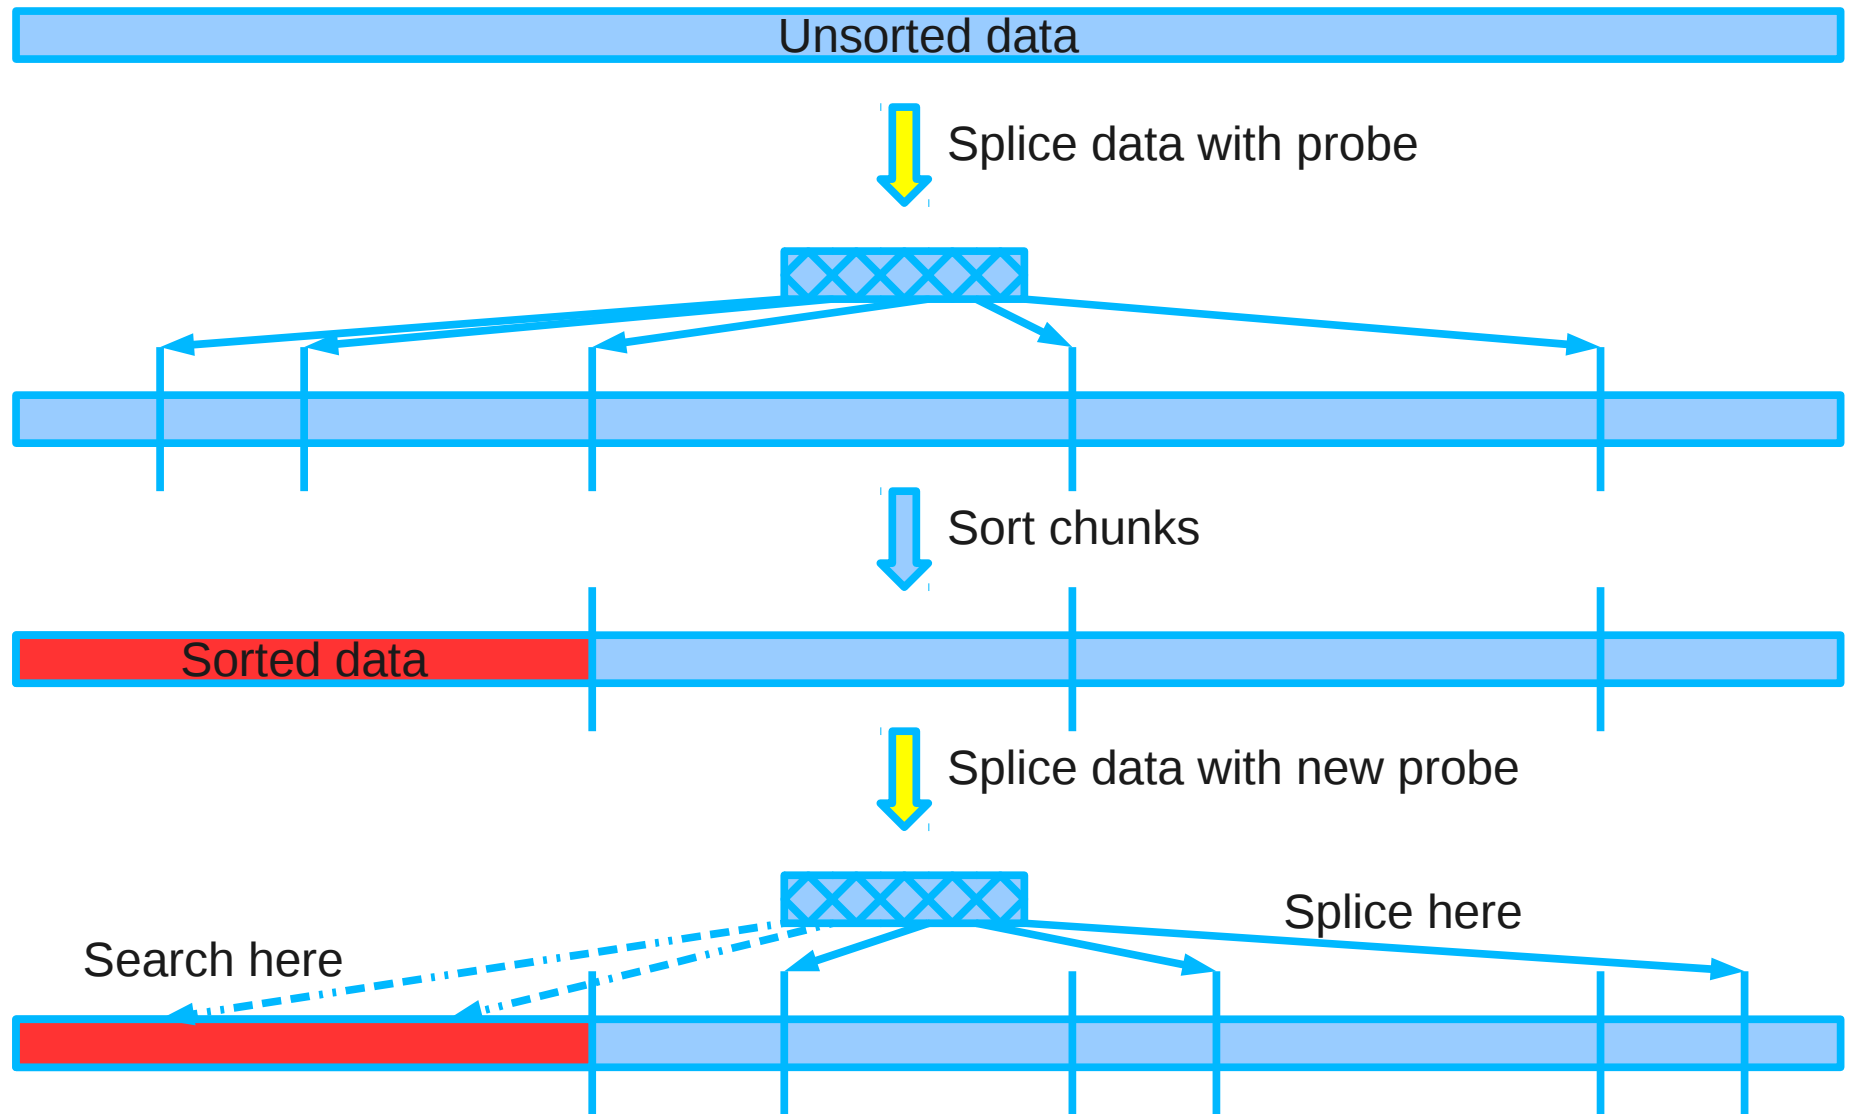 Unsorted data
Splice data with probe
Sort chunks
Sorted data
Splice data with new probe
Splice here
Search here